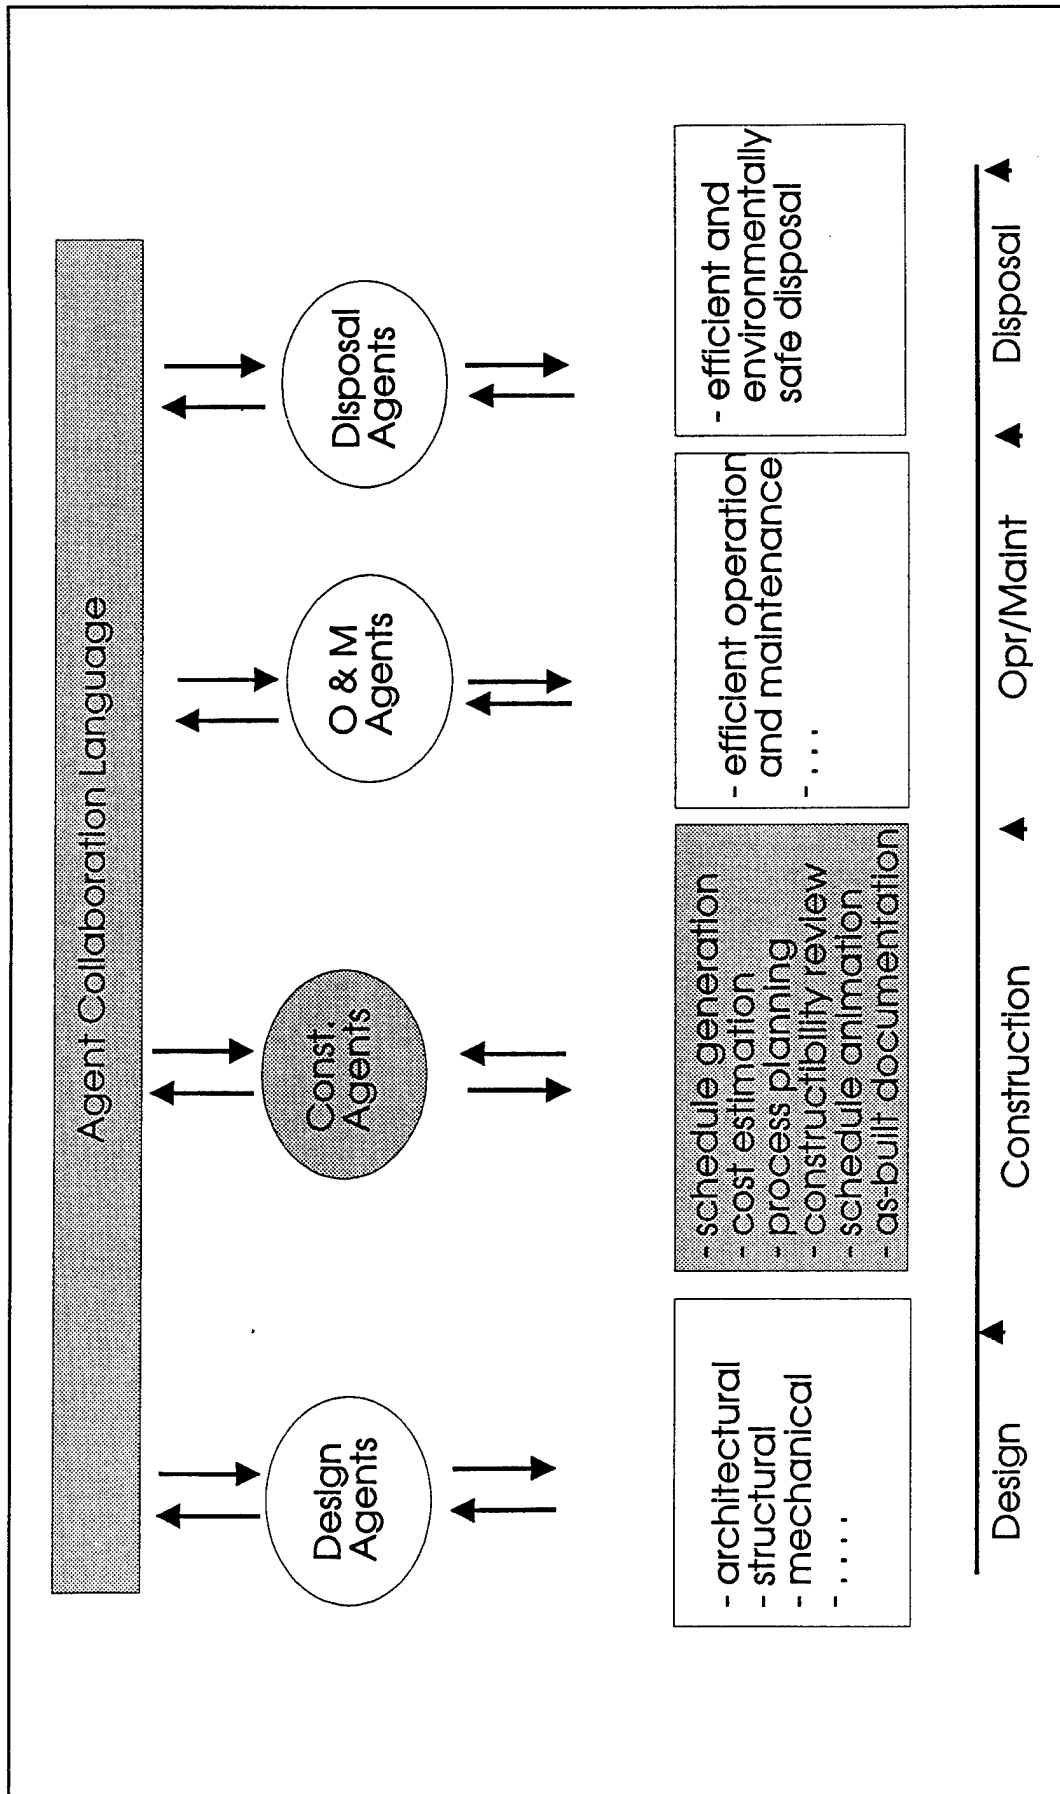 Agent Collaboration Language
Design
Agents
Const.
Agents
O & M
Agents
Disposal
Agents
- architectural
- structural
- mechanical
- . . . .
- schedule generation
- cost estimation
- process planning
- constructibility review
- schedule animation
- as-built documentation
- efficient operation
and maintenance
- . . .
- efficient and
environmentally
safe disposal
Design
Construction
Opr/Maint
Disposal